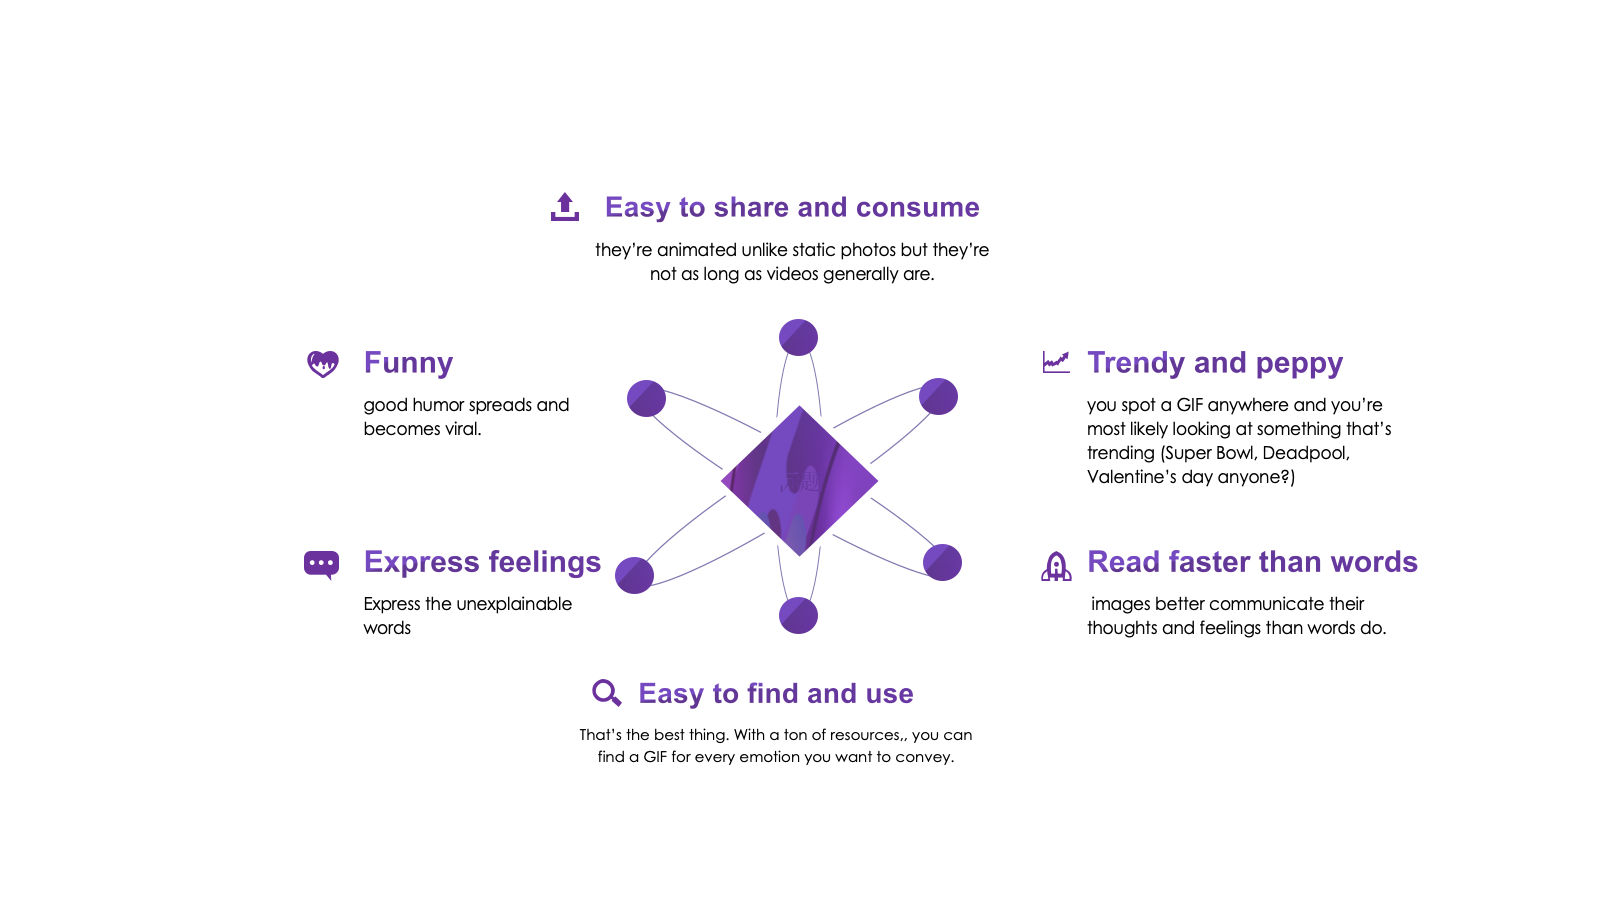 Easy to share and consume
they’re animated unlike static photos but they’re
not as long as videos generally are.
Funny
good humor spreads and
becomes viral.
Trendy and peppy
you spot a GIF anywhere and you’re
most likely looking at something that’s
trending (Super Bowl, Deadpool,
Valentine’s day anyone?)
Express feelings
Express the unexplainable
words
Read faster than words
images better communicate their
thoughts and feelings than words do.
Easy to find and use
That’s the best thing. With a ton of resources,, you can
find a GIF for every emotion you want to convey.